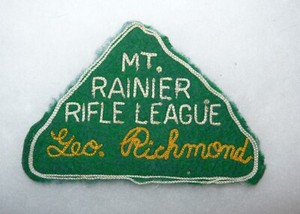 MT.
RAINIER
RIFLE LEAGUE
Geo. Richmond